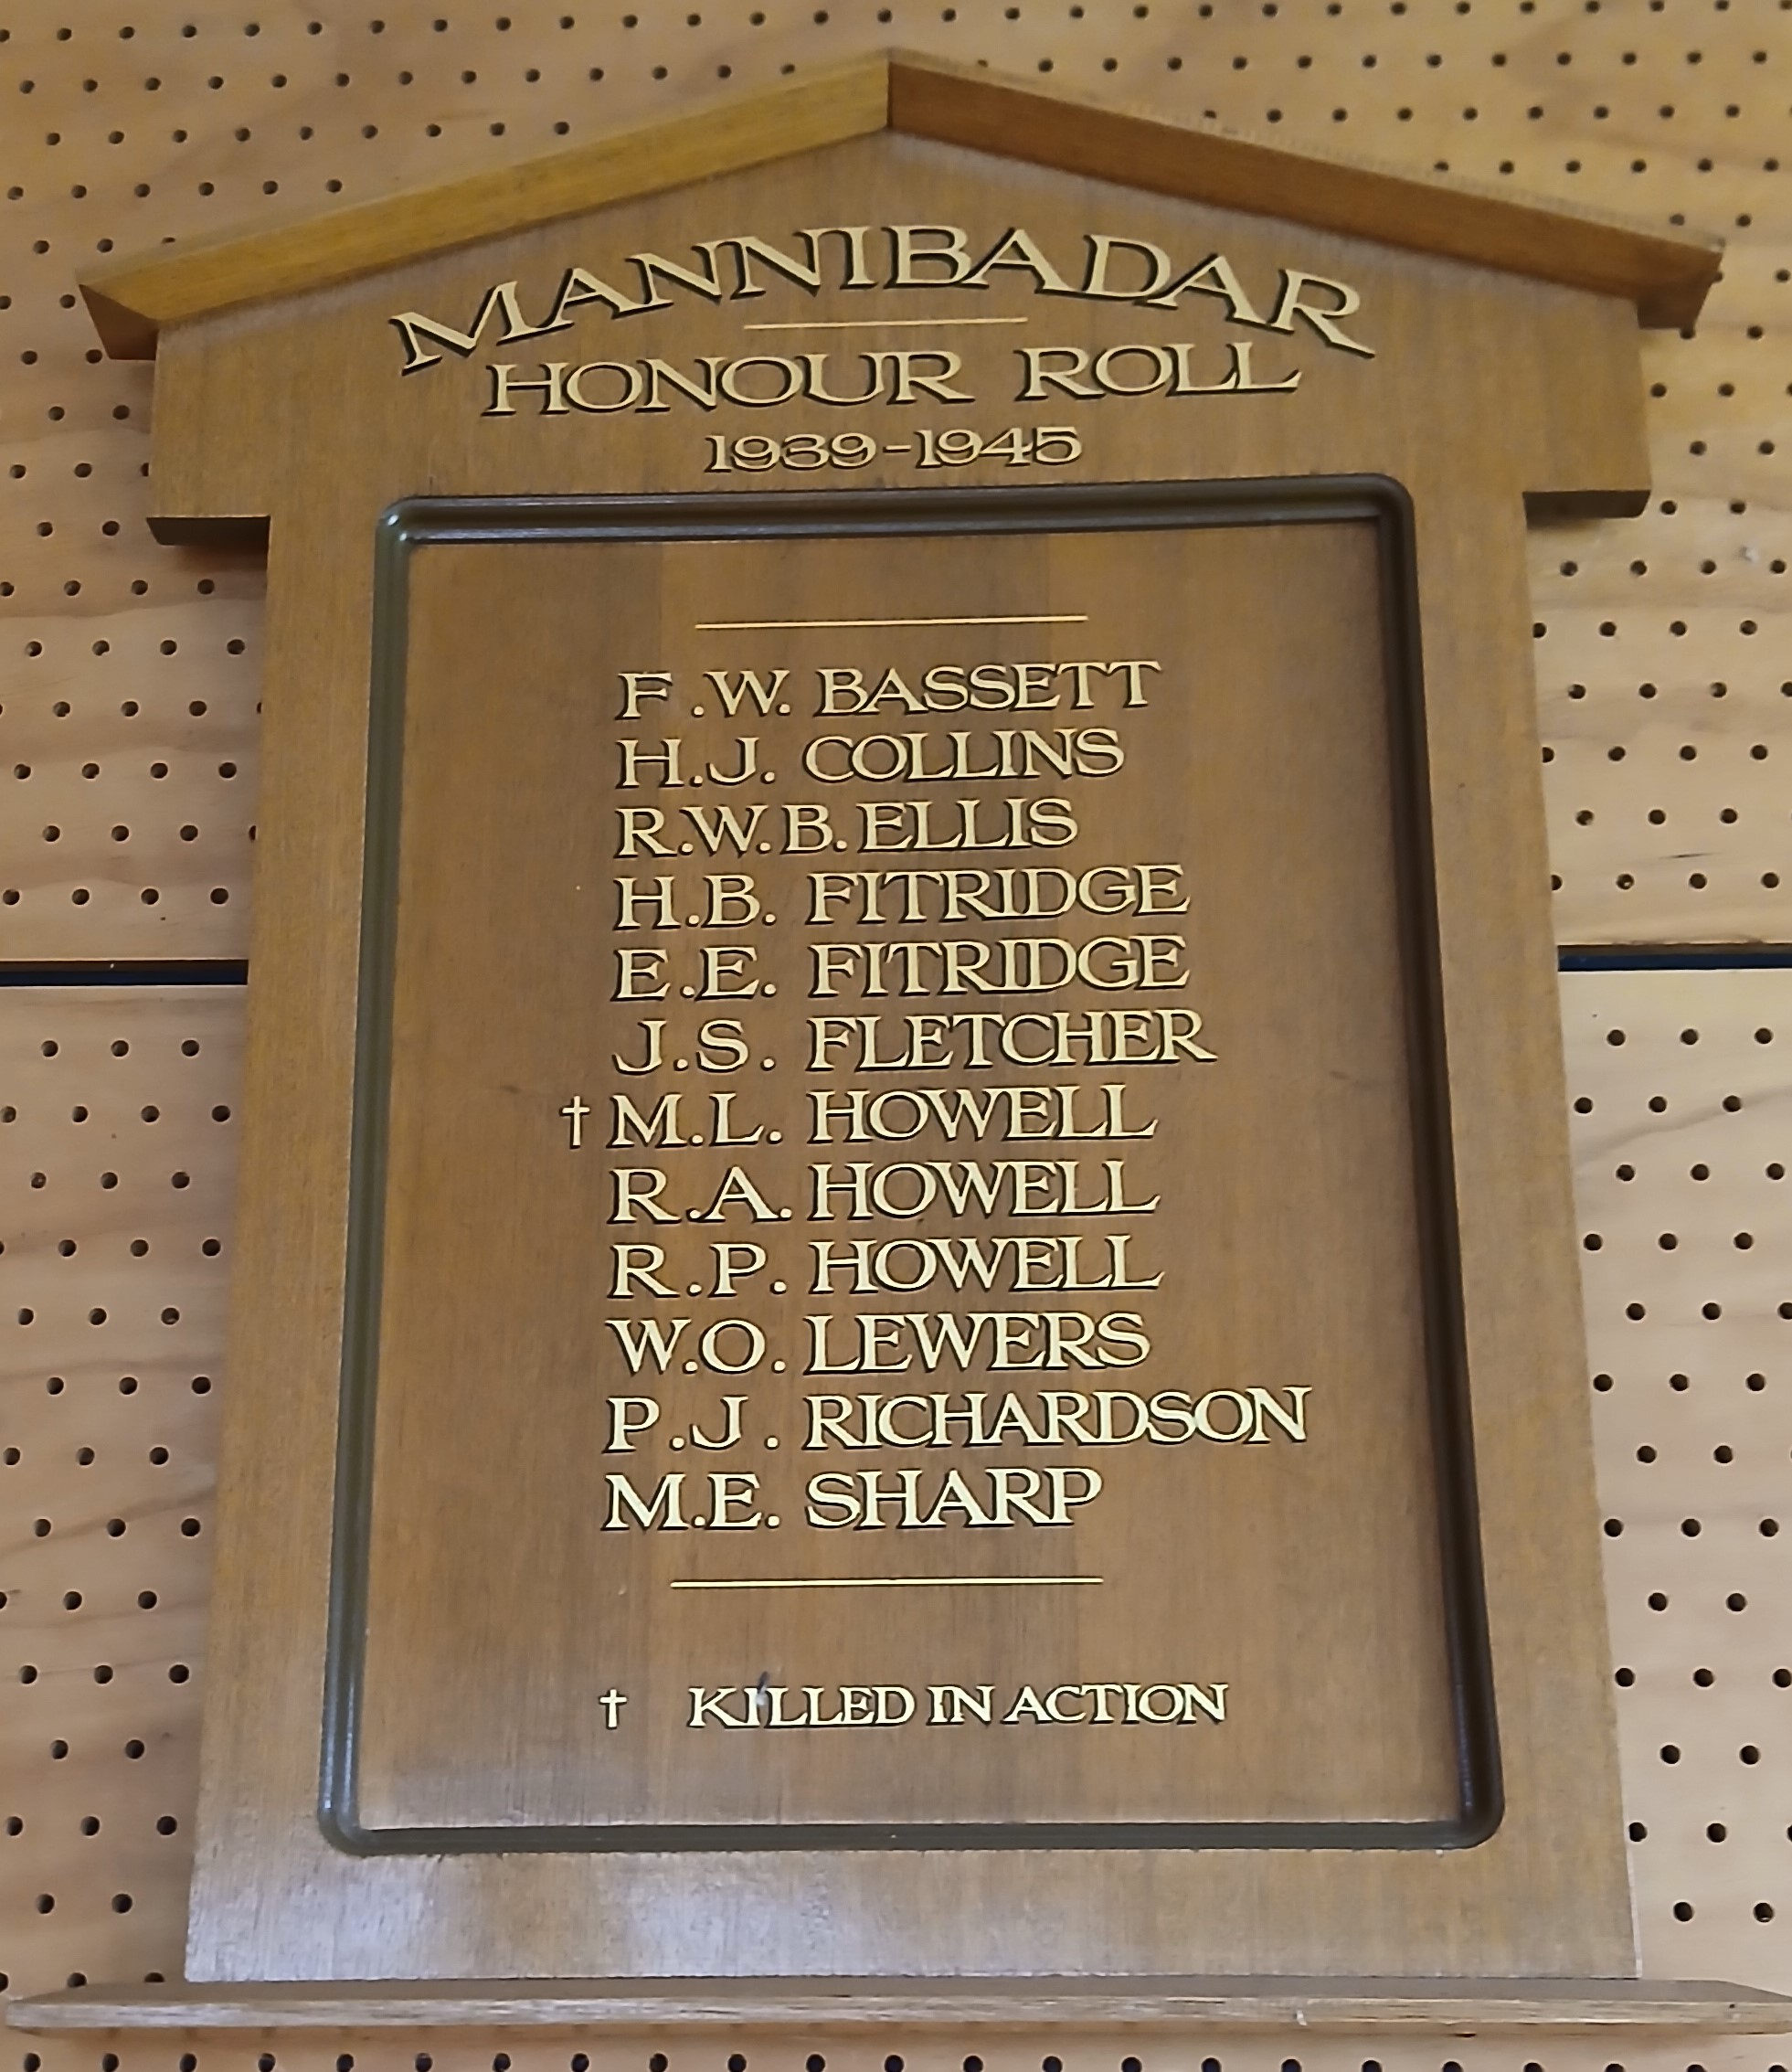 MANNIBADAR
HONOUR ROLL
1939-1945
F.W. BASSETT
H.J. COLLINS
R.W.B. ELLIS
H.B. FITRIDGE
E.E. FITRIDGE
J.S. FLETCHER
† M.L. HOWELL
R.A. HOWELL
R.P. HOWELL
W.O. LEWERS
P.J. RICHARDSON
M.E. SHARP
† KILLED IN ACTION